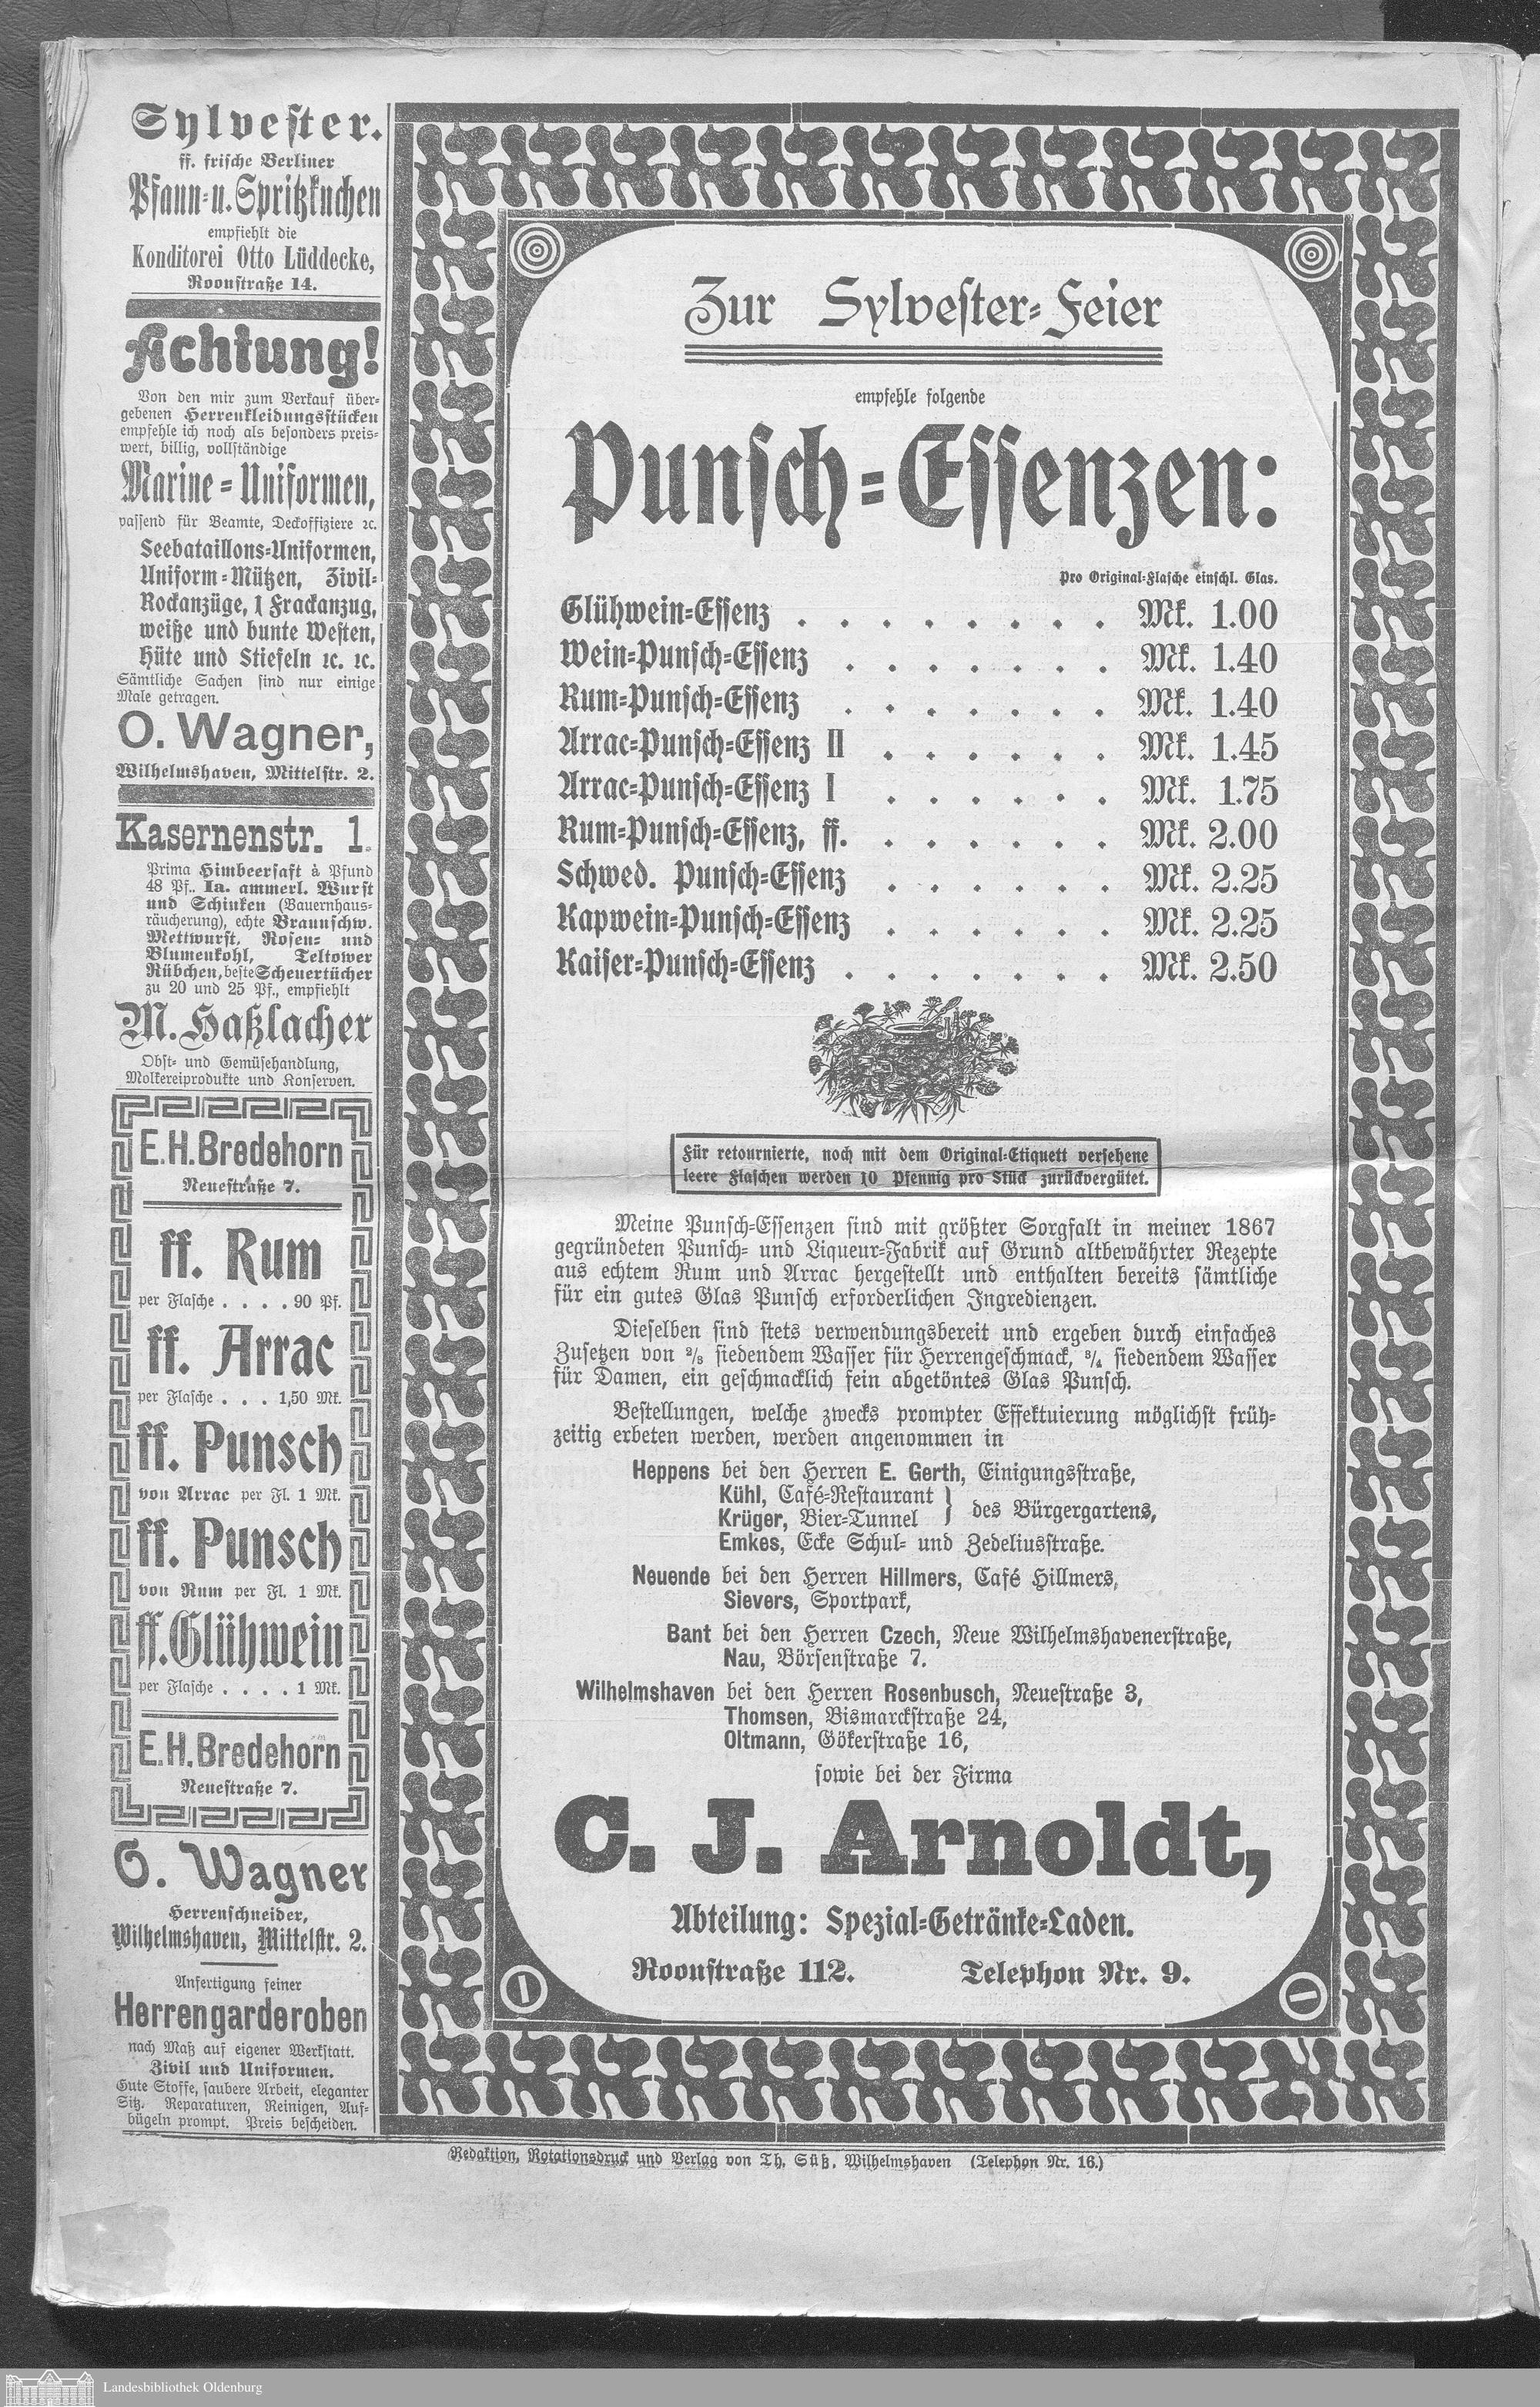 Sylvester.
ff. frische Berliner
Pfann- u. Spritzkuchen
empfiehlt die
Konditorei Otto Lüddecke,
Roonstraße 14.
Achtung!
Von den mir zum Verkauf über-
gebenen Herrenkleidungsstücken
empfehle ich noch als besonders preis-
wert, billig, vollständige
Marine-Uniformen,
passend für Beamte, Deckoffiziere ꝛc.
Seebataillons-Uniformen,
Uniform-Mützen, Zivil-
Rockanzüge, 1 Frackanzug,
weiße und bunte Westen,
Hüte und Stiefeln ꝛc. ꝛc.
Sämtliche Sachen sind nur einige
Male getragen.
O. Wagner,
Wilhelmshaven, Mittelstr. 2.
Kasernenstr. 1.
Prima Himbeersaft à Pfund
48 Pf., Ia. ammerl. Wurst
und Schinken (Bauernhaus-
räucherung), echte Braunschw.
Mettwurst, Rosen- und
Blumenkohl, Teltower
Rübchen, beste Scheuertücher
zu 20 und 25 Pf., empfiehlt
M. Haßlacher
Obst- und Gemüsehandlung,
Molkereiprodukte und Konserven.
E. H. Bredehorn
Neuestraße 7.
ff. Rum
per Flasche . . . . 90 Pf.
ff. Arrac
per Flasche . . . 1,50 Mk.
ff. Punsch
von Arrac per Fl. 1 Mk.
ff. Punsch
von Rum per Fl. 1 Mk.
ff. Glühwein
per Flasche . . . . 1 Mk.
E. H. Bredehorn
Neuestraße 7.
O. Wagner
Herrenschneider,
Wilhelmshaven, Mittelstr. 2.
Anfertigung feiner
Herrengarderoben
nach Maß auf eigener Werkstatt.
Zivil und Uniformen.
Gute Stoffe, saubere Arbeit, eleganter
Sitz. Reparaturen, Reinigen, Auf-
bügeln prompt. Preis bescheiden.
Zur Sylvester-Feier
empfehle folgende
Punsch-Essenzen:
Pro Original-Flasche einschl. Glas.
Glühwein-Essenz . . . . . . . . Mk. 1.00
Wein-Punsch-Essenz . . . . . . . Mk. 1.40
Rum-Punsch-Essenz . . . . . . . Mk. 1.40
Arrac-Punsch-Essenz II . . . . . . Mk. 1.45
Arrac-Punsch-Essenz I . . . . . . Mk. 1.75
Rum-Punsch-Essenz, ff. . . . . . . Mk. 2.00
Schwed. Punsch-Essenz . . . . . . Mk. 2.25
Kapwein-Punsch-Essenz . . . . . . Mk. 2.25
Kaiser-Punsch-Essenz . . . . . . . Mk. 2.50
Für retournierte, noch mit dem Original-Etiquett versehene
leere Flaschen werden 10 Pfennig pro Stück zurückvergütet.
Meine Punsch-Essenzen sind mit größter Sorgfalt in meiner 1867
gegründeten Punsch- und Liqueur-Fabrik auf Grund altbewährter Rezepte
aus echtem Rum und Arrac hergestellt und enthalten bereits sämtliche
für ein gutes Glas Punsch erforderlichen Ingredienzen.
Dieselben sind stets verwendungsbereit und ergeben durch einfaches
Zusetzen von 2/3 siedendem Wasser für Herrengeschmack, 3/4 siedendem Wasser
für Damen, ein geschmacklich fein abgetöntes Glas Punsch.
Bestellungen, welche zwecks prompter Effektuierung möglichst früh-
zeitig erbeten werden, werden angenommen in
Heppens bei den Herren E. Gerth, Einigungsstraße,
Kühl, Café-Restaurant
Krüger, Bier-Tunnel } des Bürgergartens,
Emkes, Ecke Schul- und Zedeliusstraße.
Neuende bei den Herren Hillmers, Café Hillmers,
Sievers, Sportpark,
Bant bei den Herren Czech, Neue Wilhelmshavenerstraße,
Nau, Börsenstraße 7.
Wilhelmshaven bei den Herren Rosenbusch, Neuestraße 3,
Thomsen, Bismarckstraße 24,
Oltmann, Gökerstraße 16,
sowie bei der Firma
C. J. Arnoldt,
Abteilung: Spezial-Getränke-Laden.
Roonstraße 112. Telephon Nr. 9.
Redaktion, Rotationsdruck und Verlag von Th. Süß, Wilhelmshaven (Telephon Nr. 16.)
Landesbibliothek Oldenburg